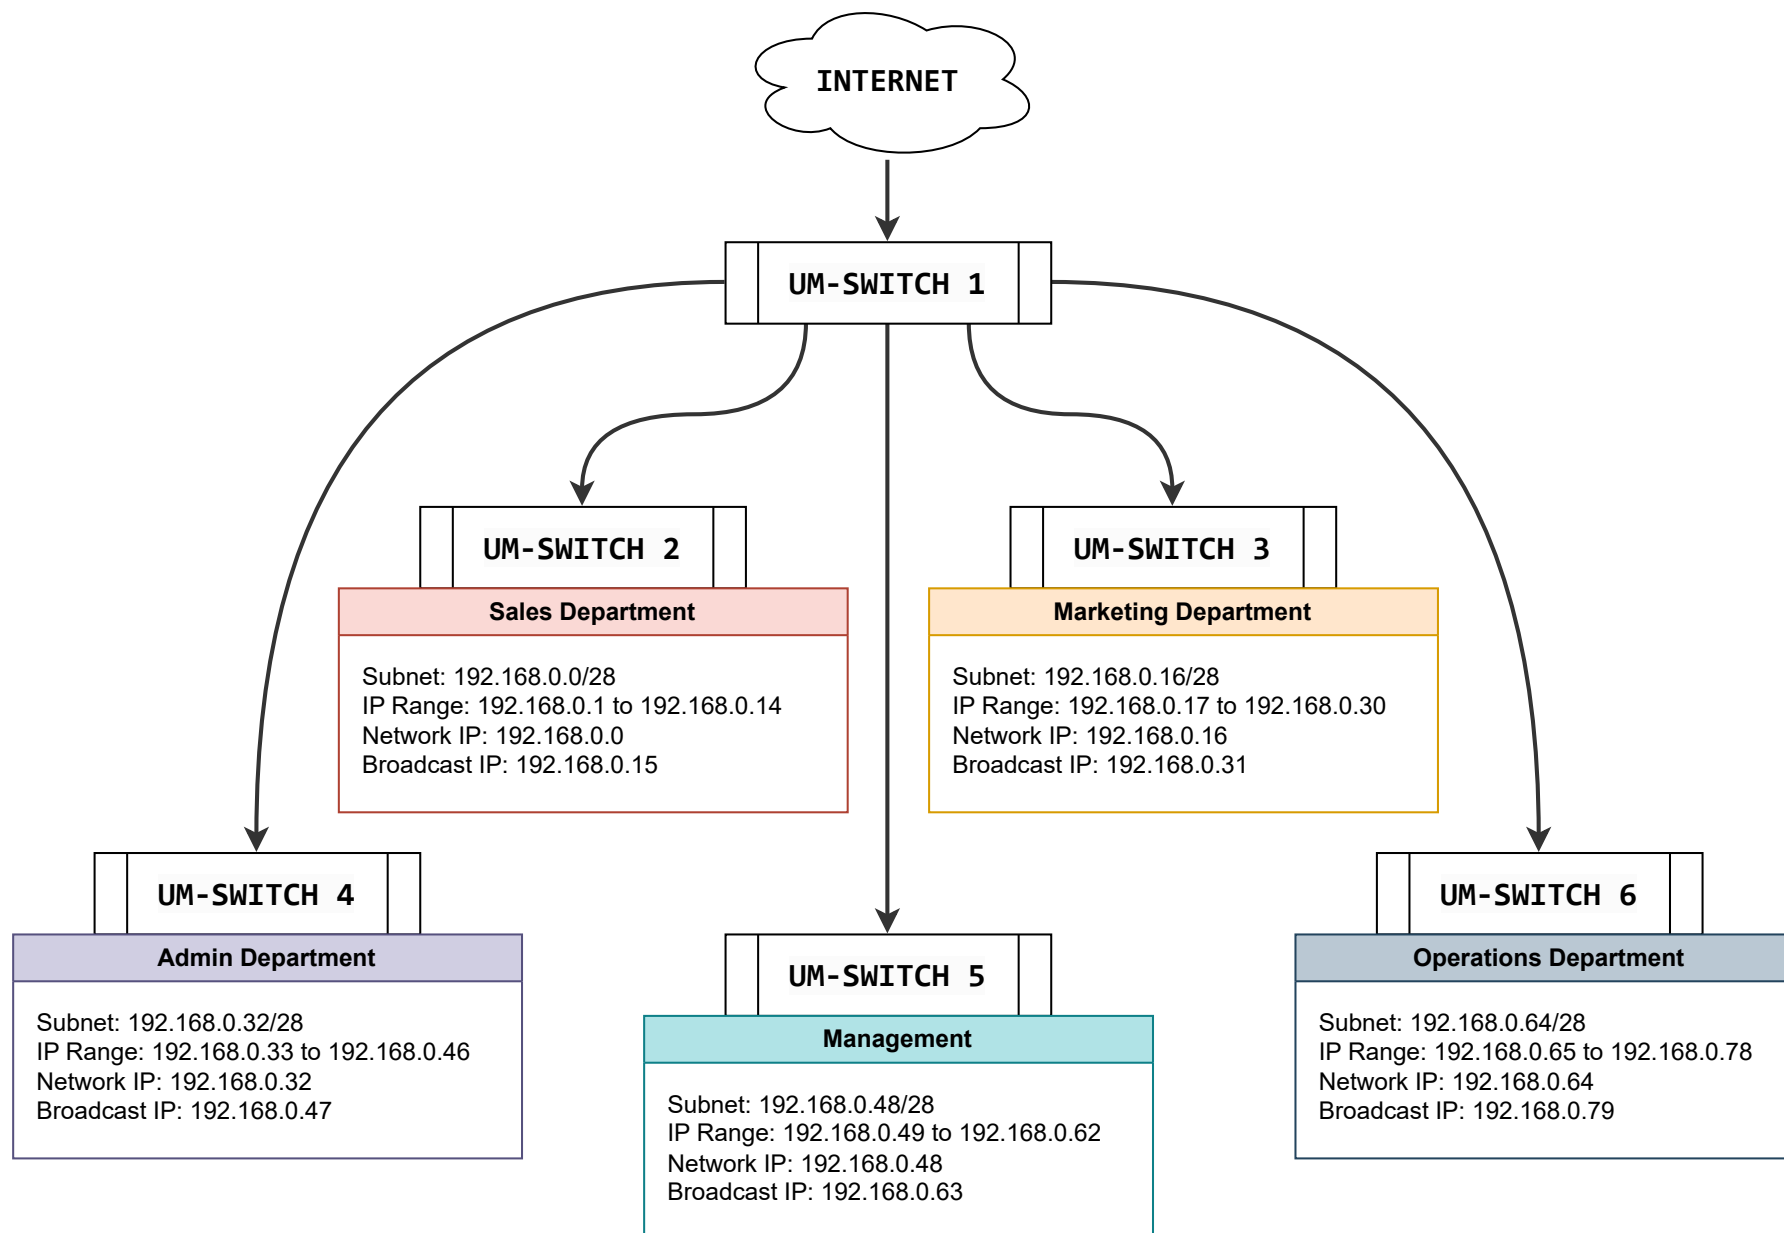 INTERNET
UM-SWITCH 1
UM-SWITCH 2
Sales Department
Subnet: 192.168.0.0/28
IP Range: 192.168.0.1 to 192.168.0.14
Network IP: 192.168.0.0
Broadcast IP: 192.168.0.15
UM-SWITCH 3
Marketing Department
Subnet: 192.168.0.16/28
IP Range: 192.168.0.17 to 192.168.0.30
Network IP: 192.168.0.16
Broadcast IP: 192.168.0.31
UM-SWITCH 4
Admin Department
Subnet: 192.168.0.32/28
IP Range: 192.168.0.33 to 192.168.0.46
Network IP: 192.168.0.32
Broadcast IP: 192.168.0.47
UM-SWITCH 5
Management
Subnet: 192.168.0.48/28
IP Range: 192.168.0.49 to 192.168.0.62
Network IP: 192.168.0.48
Broadcast IP: 192.168.0.63
UM-SWITCH 6
Operations Department
Subnet: 192.168.0.64/28
IP Range: 192.168.0.65 to 192.168.0.78
Network IP: 192.168.0.64
Broadcast IP: 192.168.0.79